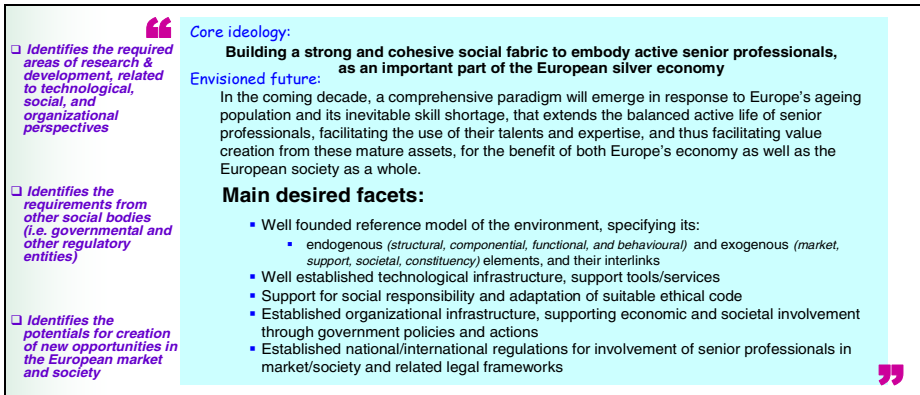 ❝
❑ Identifies the required
areas of research &
development, related
to technological,
social, and
organizational
perspectives
❑ Identifies the
requirements from
other social bodies
(i.e. governmental and
other regulatory
entities)
❑ Identifies the
potentials for creation
of new opportunities in
the European market
and society
Core ideology:
Building a strong and cohesive social fabric to embody active senior professionals,
as an important part of the European silver economy
Envisioned future:
In the coming decade, a comprehensive paradigm will emerge in response to Europe's ageing
population and its inevitable skill shortage, that extends the balanced active life of senior
professionals, facilitating the use of their talents and expertise, and thus facilitating value
creation from these mature assets, for the benefit of both Europe's economy as well as the
European society as a whole.
Main desired facets:
▪ Well founded reference model of the environment, specifying its:
▪ endogenous (structural, componential, functional, and behavioural) and exogenous (market,
support, societal, constituency) elements, and their interlinks
▪ Well established technological infrastructure, support tools/services
▪ Support for social responsibility and adaptation of suitable ethical code
▪ Established organizational infrastructure, supporting economic and societal involvement
through government policies and actions
▪ Established national/international regulations for involvement of senior professionals in
market/society and related legal frameworks
❞